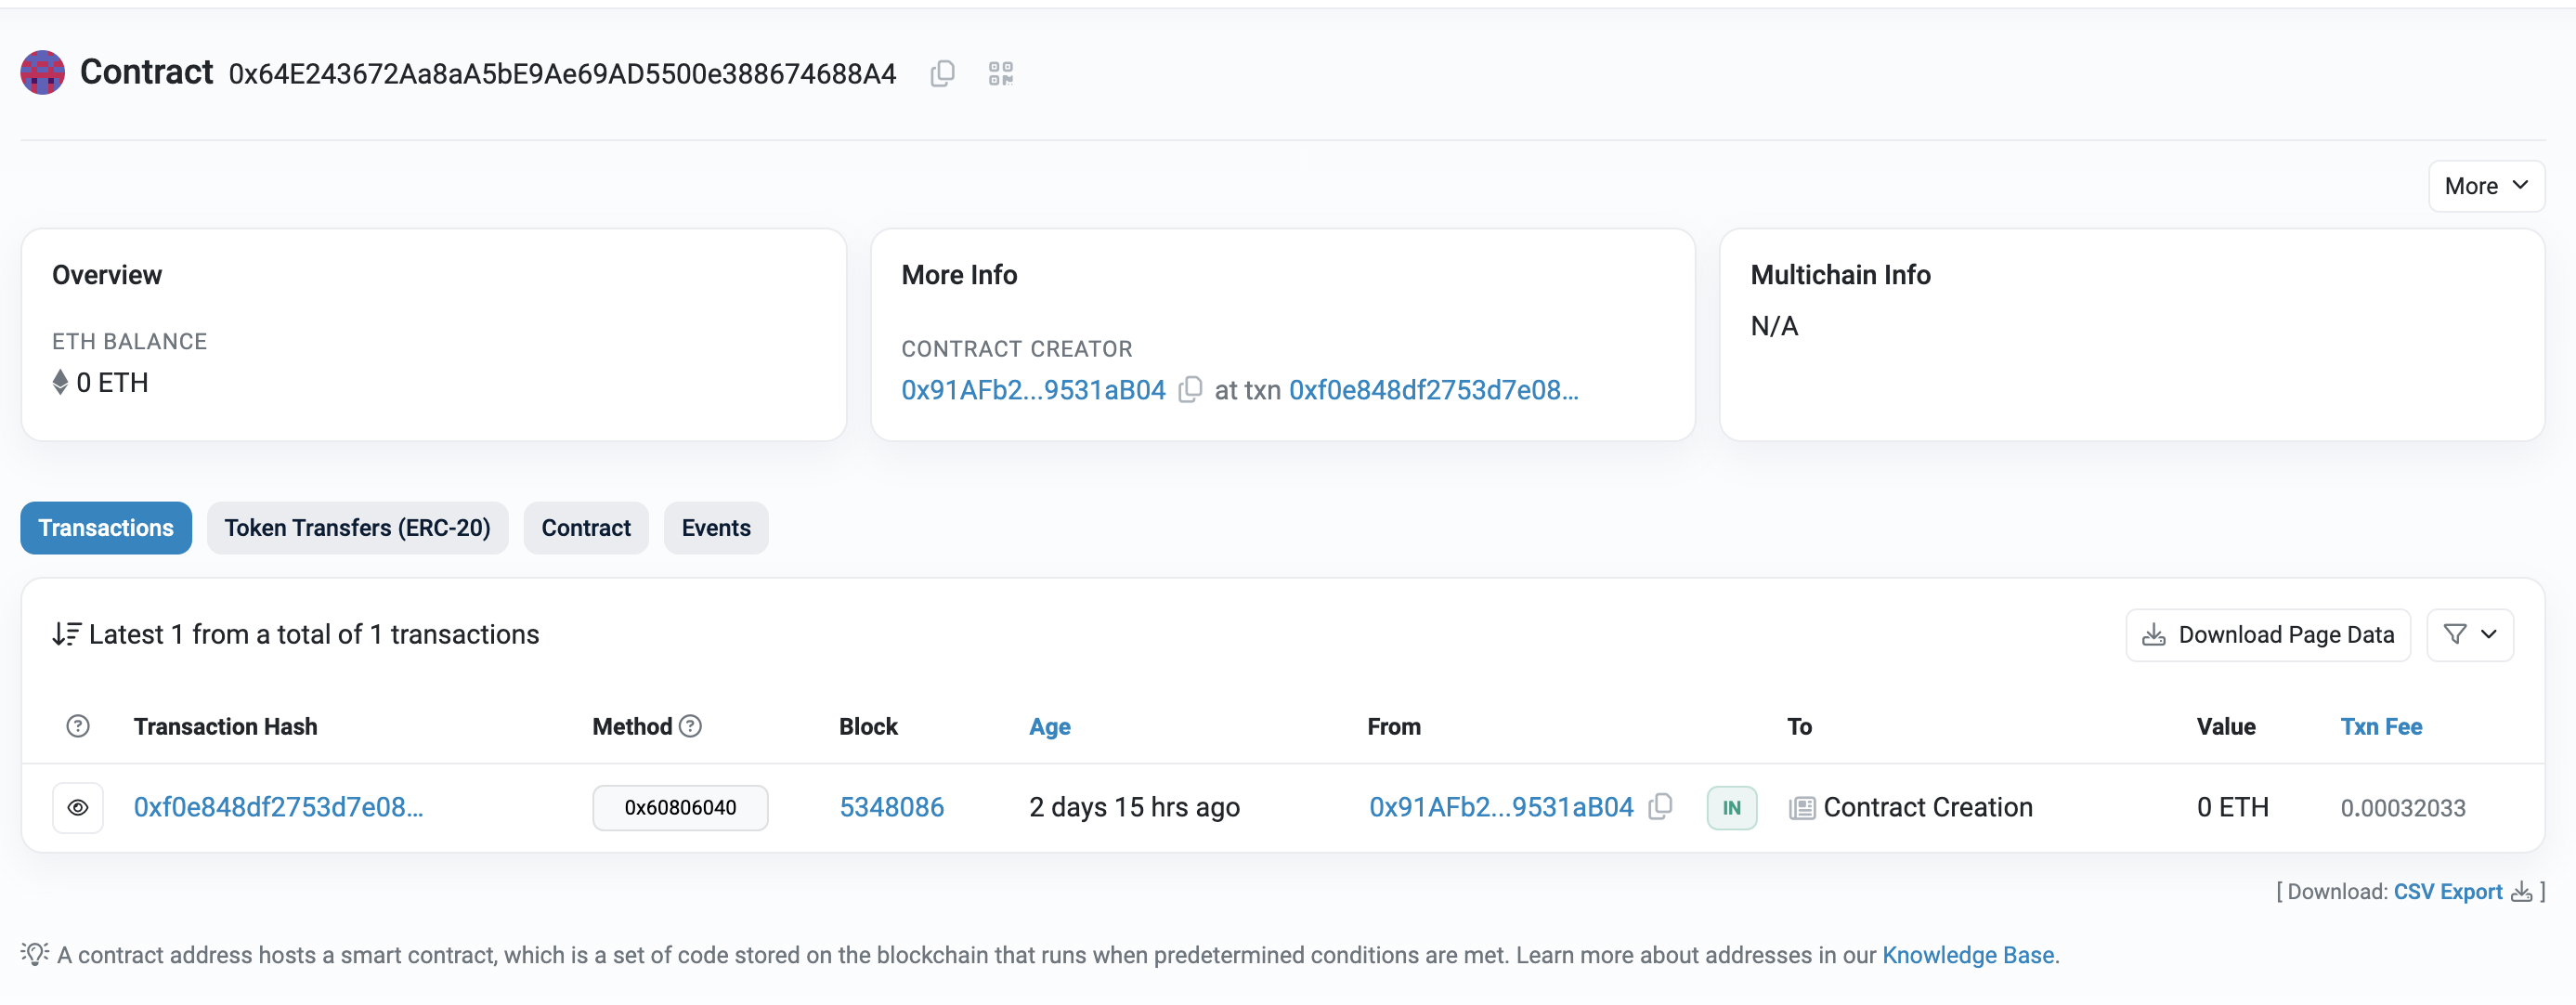 Contract 0x64E243672Aa8aA5bE9Ae69AD5500e388674688A4
More
Overview
ETH BALANCE
0 ETH
More Info
CONTRACT CREATOR
0x91AFb2...9531aB04 at txn 0xf0e848df2753d7e08...
Multichain Info
N/A
Transactions Token Transfers (ERC-20) Contract Events
Latest 1 from a total of 1 transactions
Download Page Data
Transaction Hash Method Block Age From To Value Txn Fee
0xf0e848df2753d7e08... 0x60806040 5348086 2 days 15 hrs ago 0x91AFb2...9531aB04 IN Contract Creation 0 ETH 0.00032033
[ Download: CSV Export ]
A contract address hosts a smart contract, which is a set of code stored on the blockchain that runs when predetermined conditions are met. Learn more about addresses in our Knowledge Base.